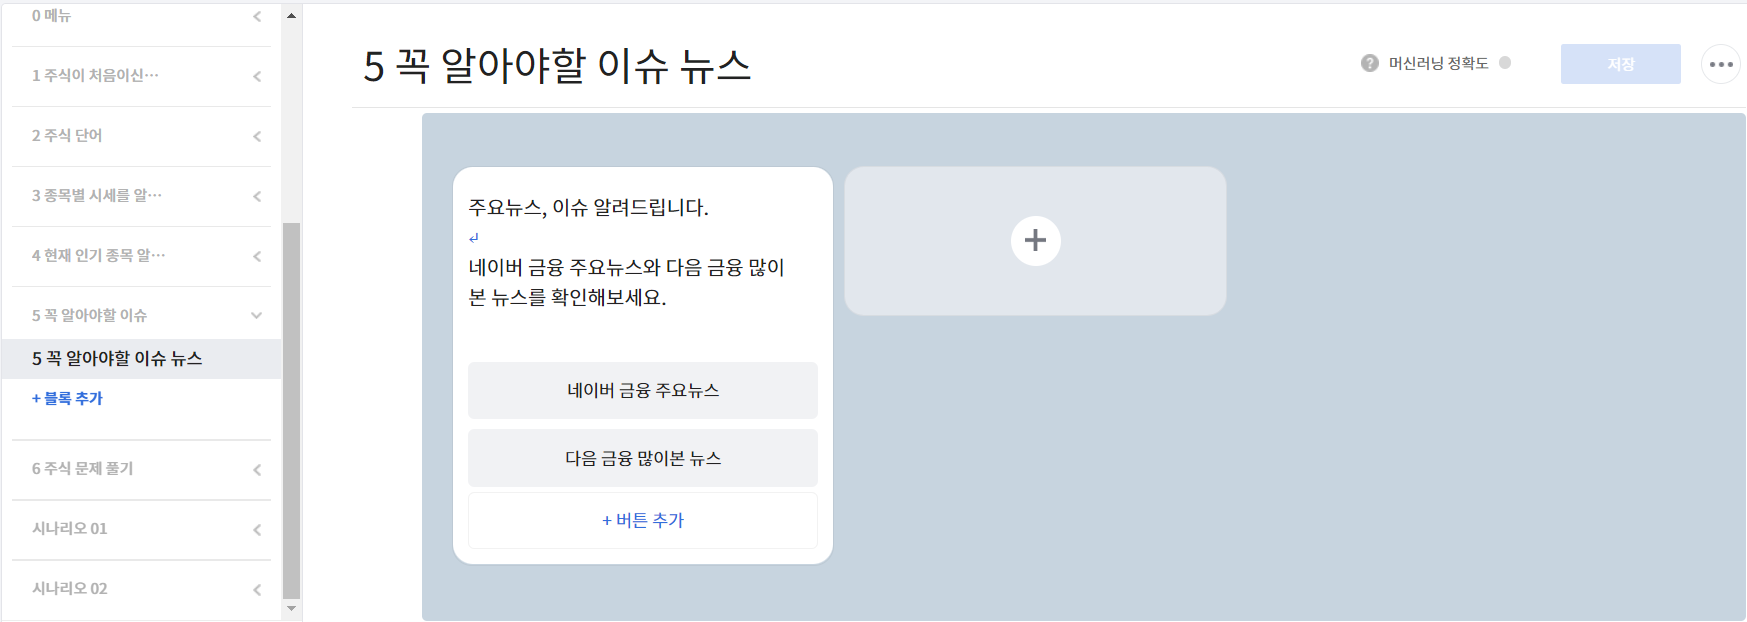 0 메뉴
1 주식이 처음이신…
2 주식 단어
3 종목별 시세를 알…
4 현재 인기 종목 알…
5 꼭 알아야할 이슈
5 꼭 알아야할 이슈 뉴스
+ 블록 추가
6 주식 문제 풀기
시나리오 01
시나리오 02
5 꼭 알아야할 이슈 뉴스
? 머신러닝 정확도
저장
주요뉴스, 이슈 알려드립니다.
↵
네이버 금융 주요뉴스와 다음 금융 많이
본 뉴스를 확인해보세요.
네이버 금융 주요뉴스
다음 금융 많이본 뉴스
+ 버튼 추가